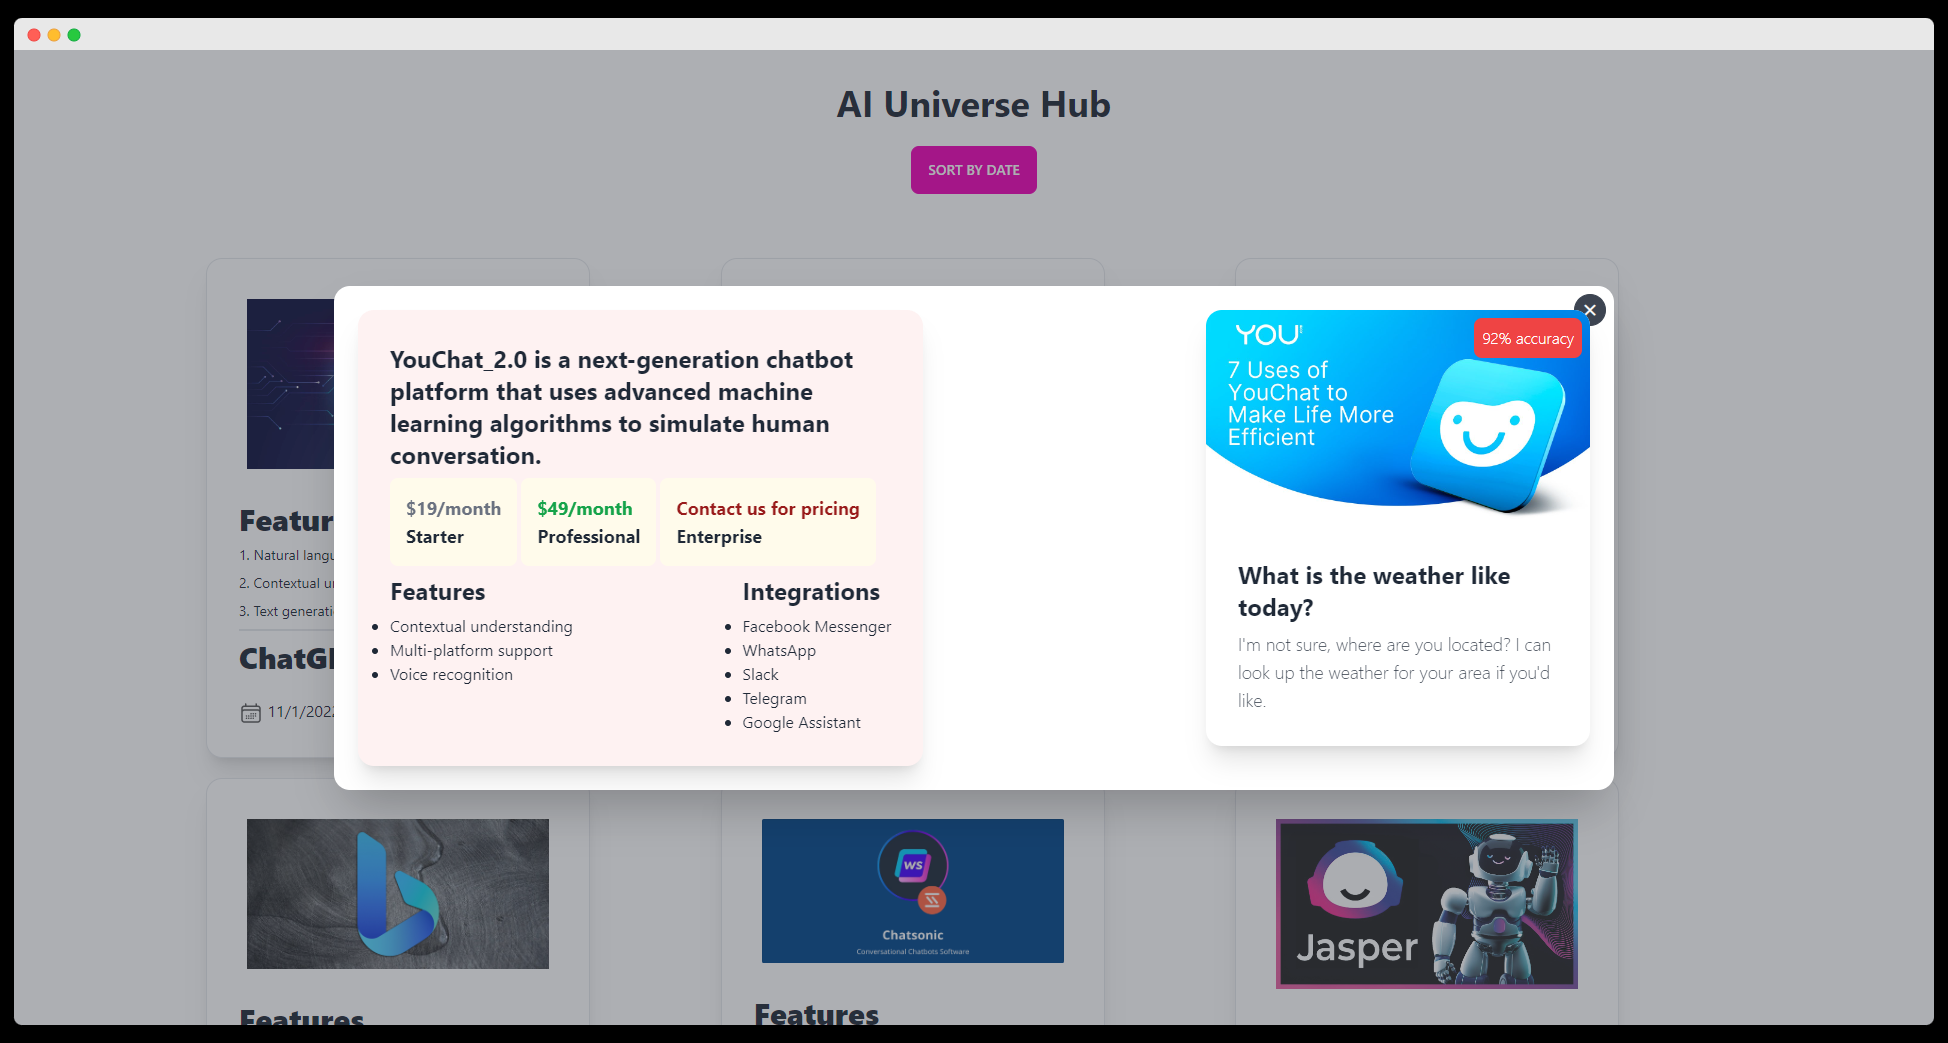 AI Universe Hub
SORT BY DATE
YouChat_2.0 is a next-generation chatbot
platform that uses advanced machine
learning algorithms to simulate human
conversation.
$19/month
Starter
$49/month
Professional
Contact us for pricing
Enterprise
Features
Contextual understanding
Multi-platform support
Voice recognition
Integrations
Facebook Messenger
WhatsApp
Slack
Telegram
Google Assistant
YOU
7 Uses of
YouChat to
Make Life More
Efficient
92% accuracy
What is the weather like
today?
I'm not sure, where are you located? I can
look up the weather for your area if you'd
like.
1. Natural
2. Contextual
3. Text
11/1/2022
WS
Chatsonic
Conversational Chatbots Software
Jasper
Features
Features